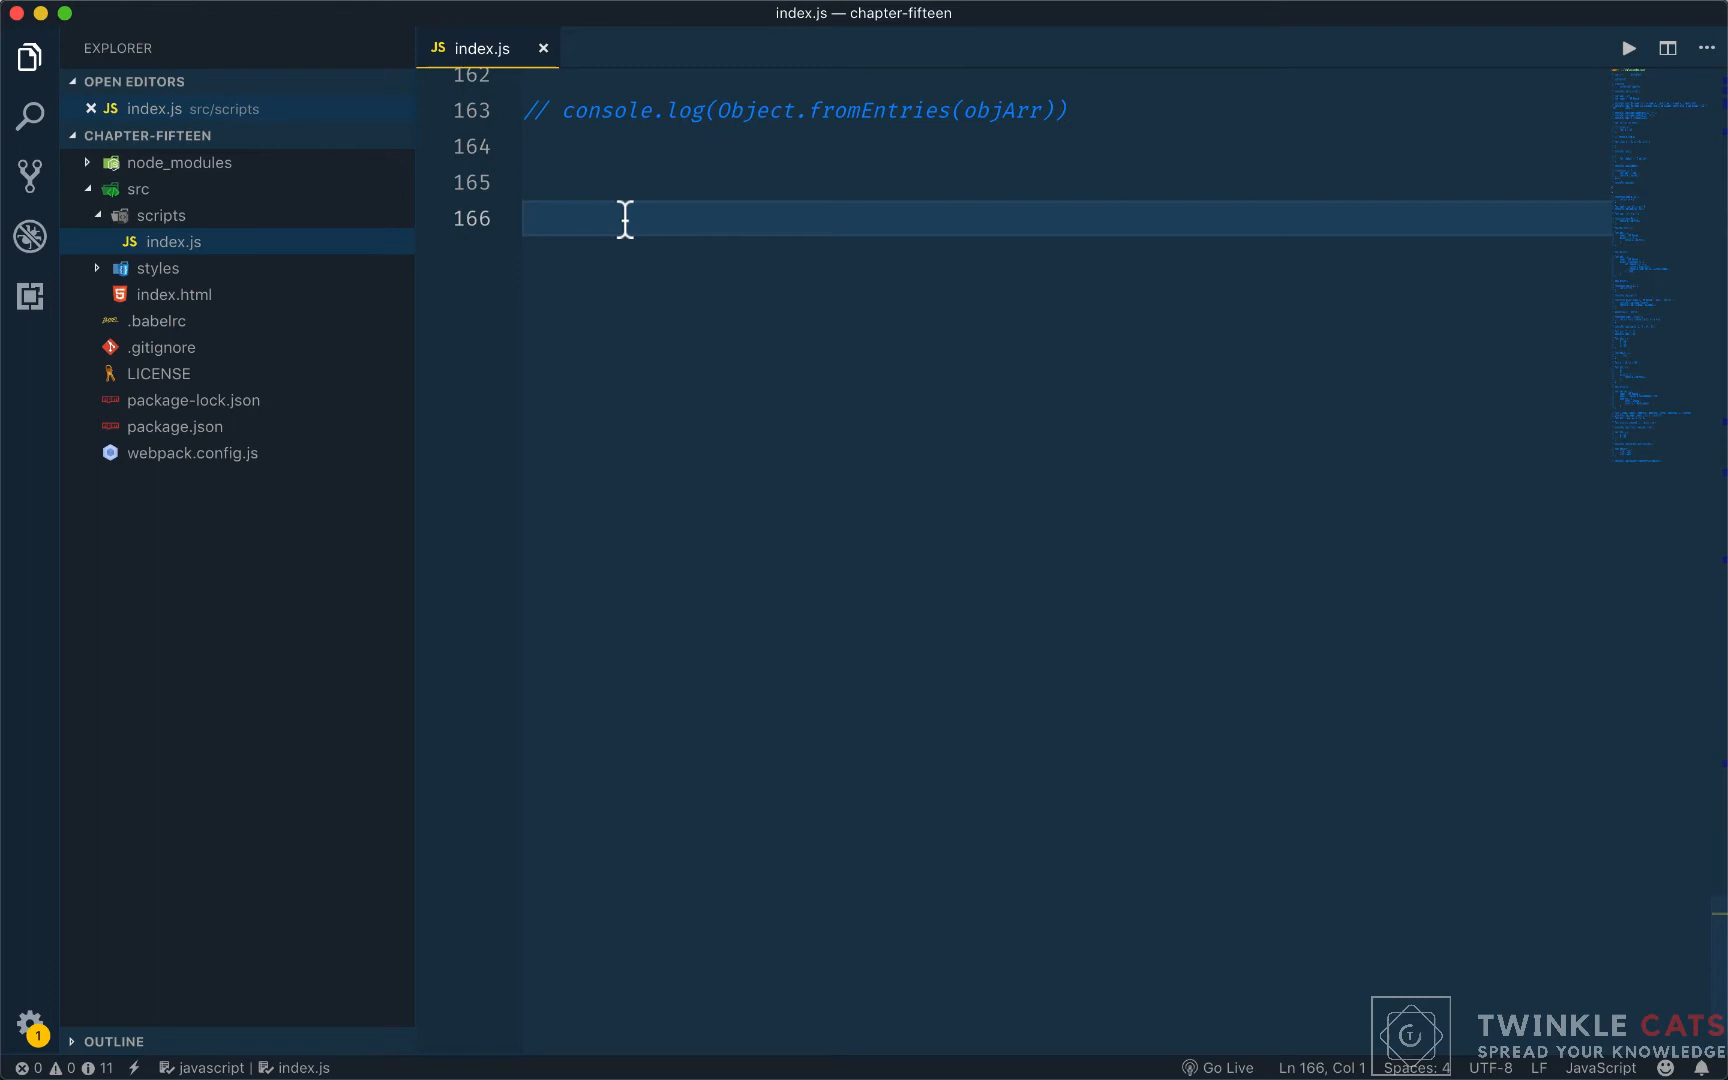 index.js — chapter-fifteen
EXPLORER
JS index.js
OPEN EDITORS
JS index.js src/scripts
CHAPTER-FIFTEEN
node_modules
src
scripts
JS index.js
styles
index.html
.babelrc
.gitignore
LICENSE
package-lock.json
package.json
webpack.config.js
162
163 // console.log(Object.fromEntries(objArr))
164
165
166
1
OUTLINE
TWINKLE CATS
SPREAD YOUR KNOWLEDGE
0 0 11 javascript | index.js Go Live Ln 166, Col 1 Spaces: 4 UTF-8 LF JavaScript